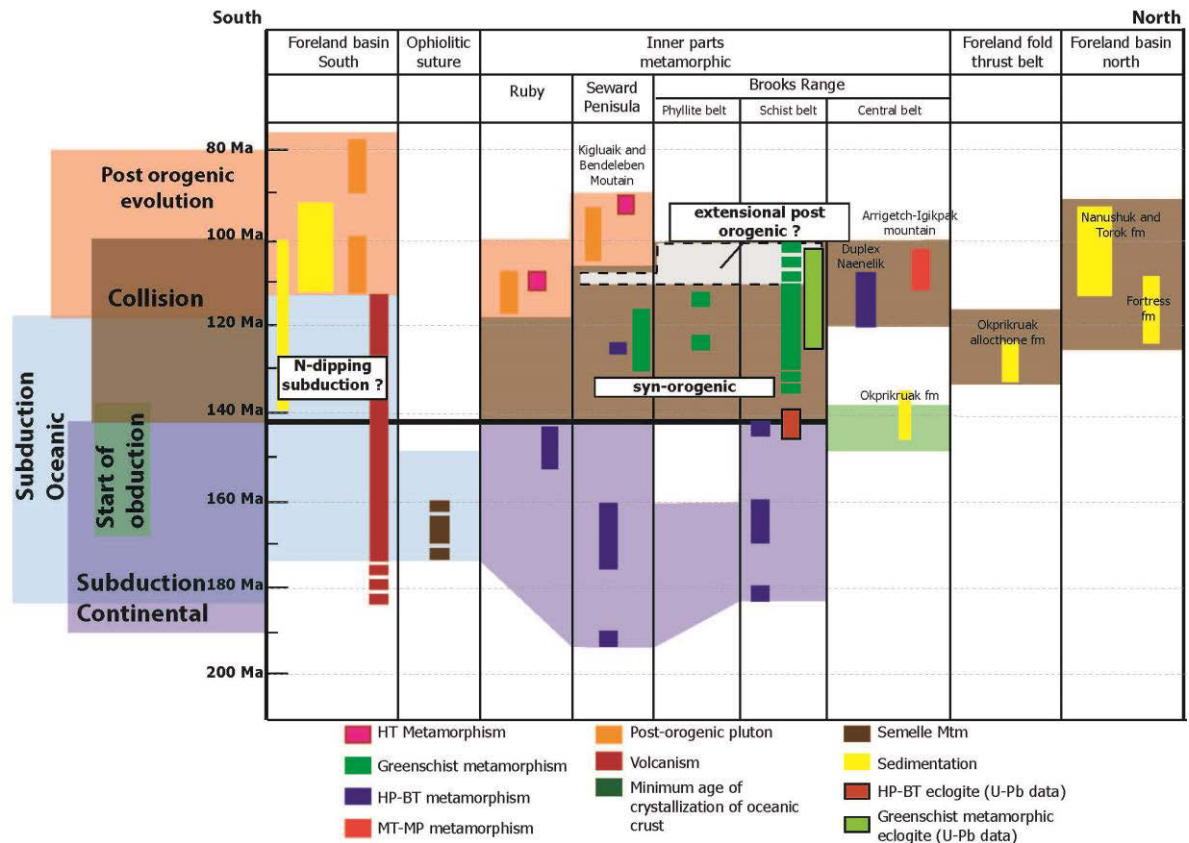 South
North
Foreland basin
South
Ophiolitic
suture
Inner parts
metamorphic
Foreland fold
thrust belt
Foreland basin
north
Ruby
Seward
Penisula
Brooks Range
Phyllite belt
Schist belt
Central belt
80 Ma
100 Ma
120 Ma
140 Ma
160 Ma
180 Ma
200 Ma
Post orogenic
evolution
Collision
Subduction
Oceanic
Start of
obduction
Subduction
Continental
N-dipping
subduction ?
Kigluaik and
Bendeleben
Moutain
extensional post
orogenic ?
syn-orogenic
Arrigetch-Igikpak
mountain
Duplex
Naenelik
Okprikruak fm
Okprikruak
allocthone fm
Nanushuk and
Torok fm
Fortress
fm
HT Metamorphism
Greenschist metamorphism
HP-BT metamorphism
MT-MP metamorphism
Post-orogenic pluton
Volcanism
Minimum age of
crystallization of oceanic
crust
Semelle Mtm
Sedimentation
HP-BT eclogite (U-Pb data)
Greenschist metamorphic
eclogite (U-Pb data)